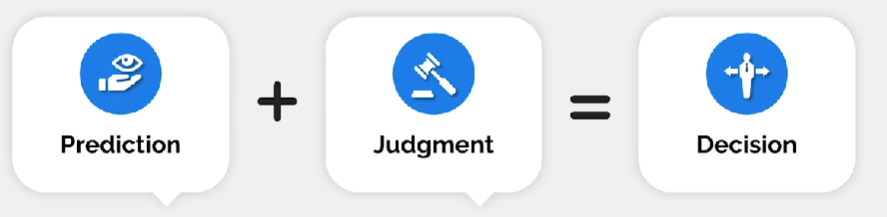 Prediction + Judgment = Decision